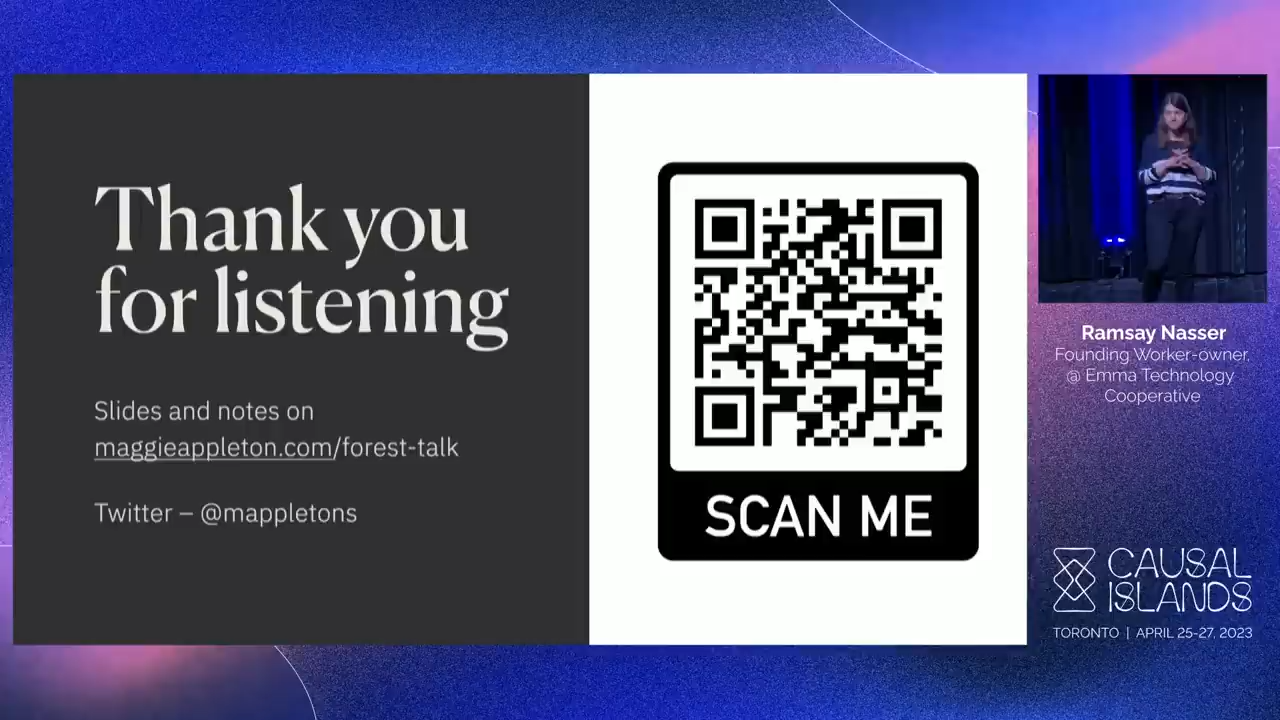 Thank you
for listening
Slides and notes on
maggieappleton.com/forest-talk
Twitter – @mappletons
SCAN ME
Ramsay Nasser
Founding Worker-owner,
@ Emma Technology
Cooperative
CAUSAL
ISLANDS
TORONTO | APRIL 25-27, 2023